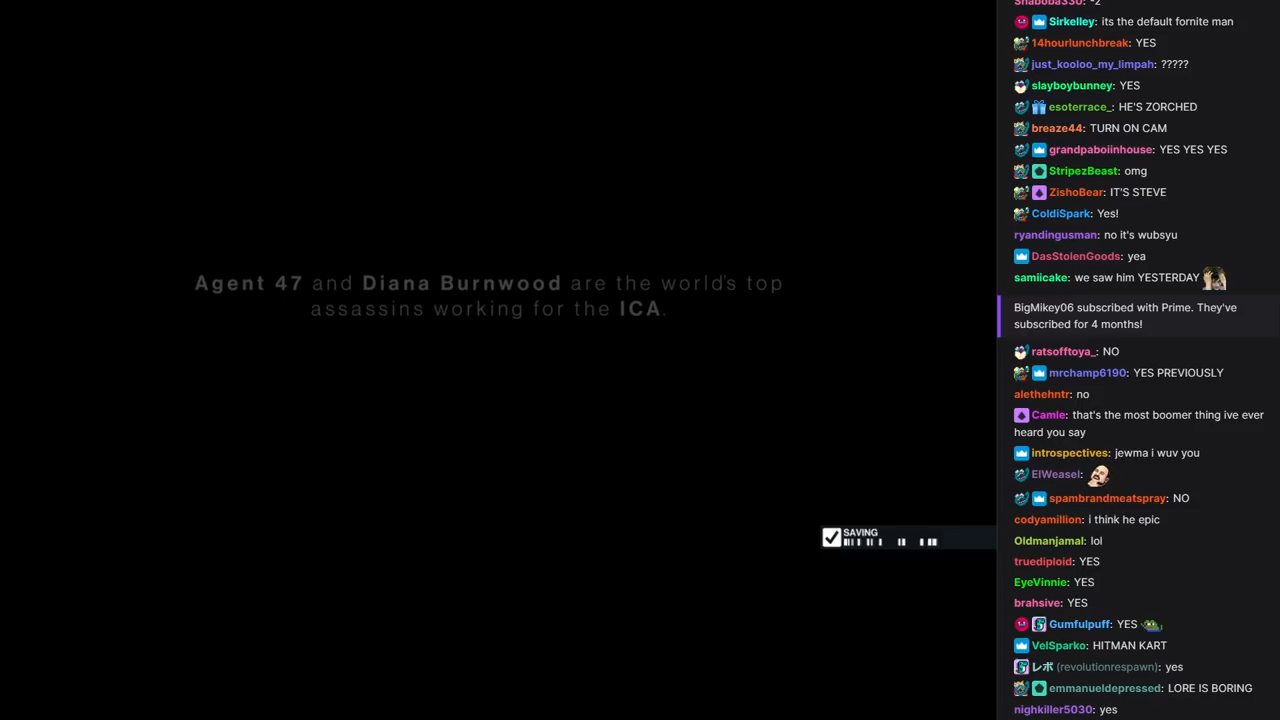 Shaboba330: -2
Sirkelley: its the default fornite man
14hourlunchbreak: YES
just_kooloo_my_limpah: ?????
slayboybunney: YES
esoterrace_: HE'S ZORCHED
breaze44: TURN ON CAM
grandpaboiinhouse: YES YES YES
StripezBeast: omg
ZishoBear: IT'S STEVE
ColdiSpark: Yes!
ryandingusman: no it's wubsyu
DasStolenGoods: yea
samiicake: we saw him YESTERDAY
BigMikey06 subscribed with Prime. They've
subscribed for 4 months!
ratsofftoya_: NO
mrchamp6190: YES PREVIOUSLY
alethehntr: no
Camle: that's the most boomer thing ive ever
heard you say
introspectives: jewma i wuv you
ElWeasel:
spambrandmeatspray: NO
codyamillion: i think he epic
Oldmanjamal: lol
truediploid: YES
EyeVinnie: YES
brahsive: YES
Gumfulpuff: YES
VelSparko: HITMAN KART
レポ (revolutionrespawn): yes
emmanueldepressed: LORE IS BORING
nighkiller5030: yes
Agent 47 and Diana Burnwood are the world's top
assassins working for the ICA.
SAVING